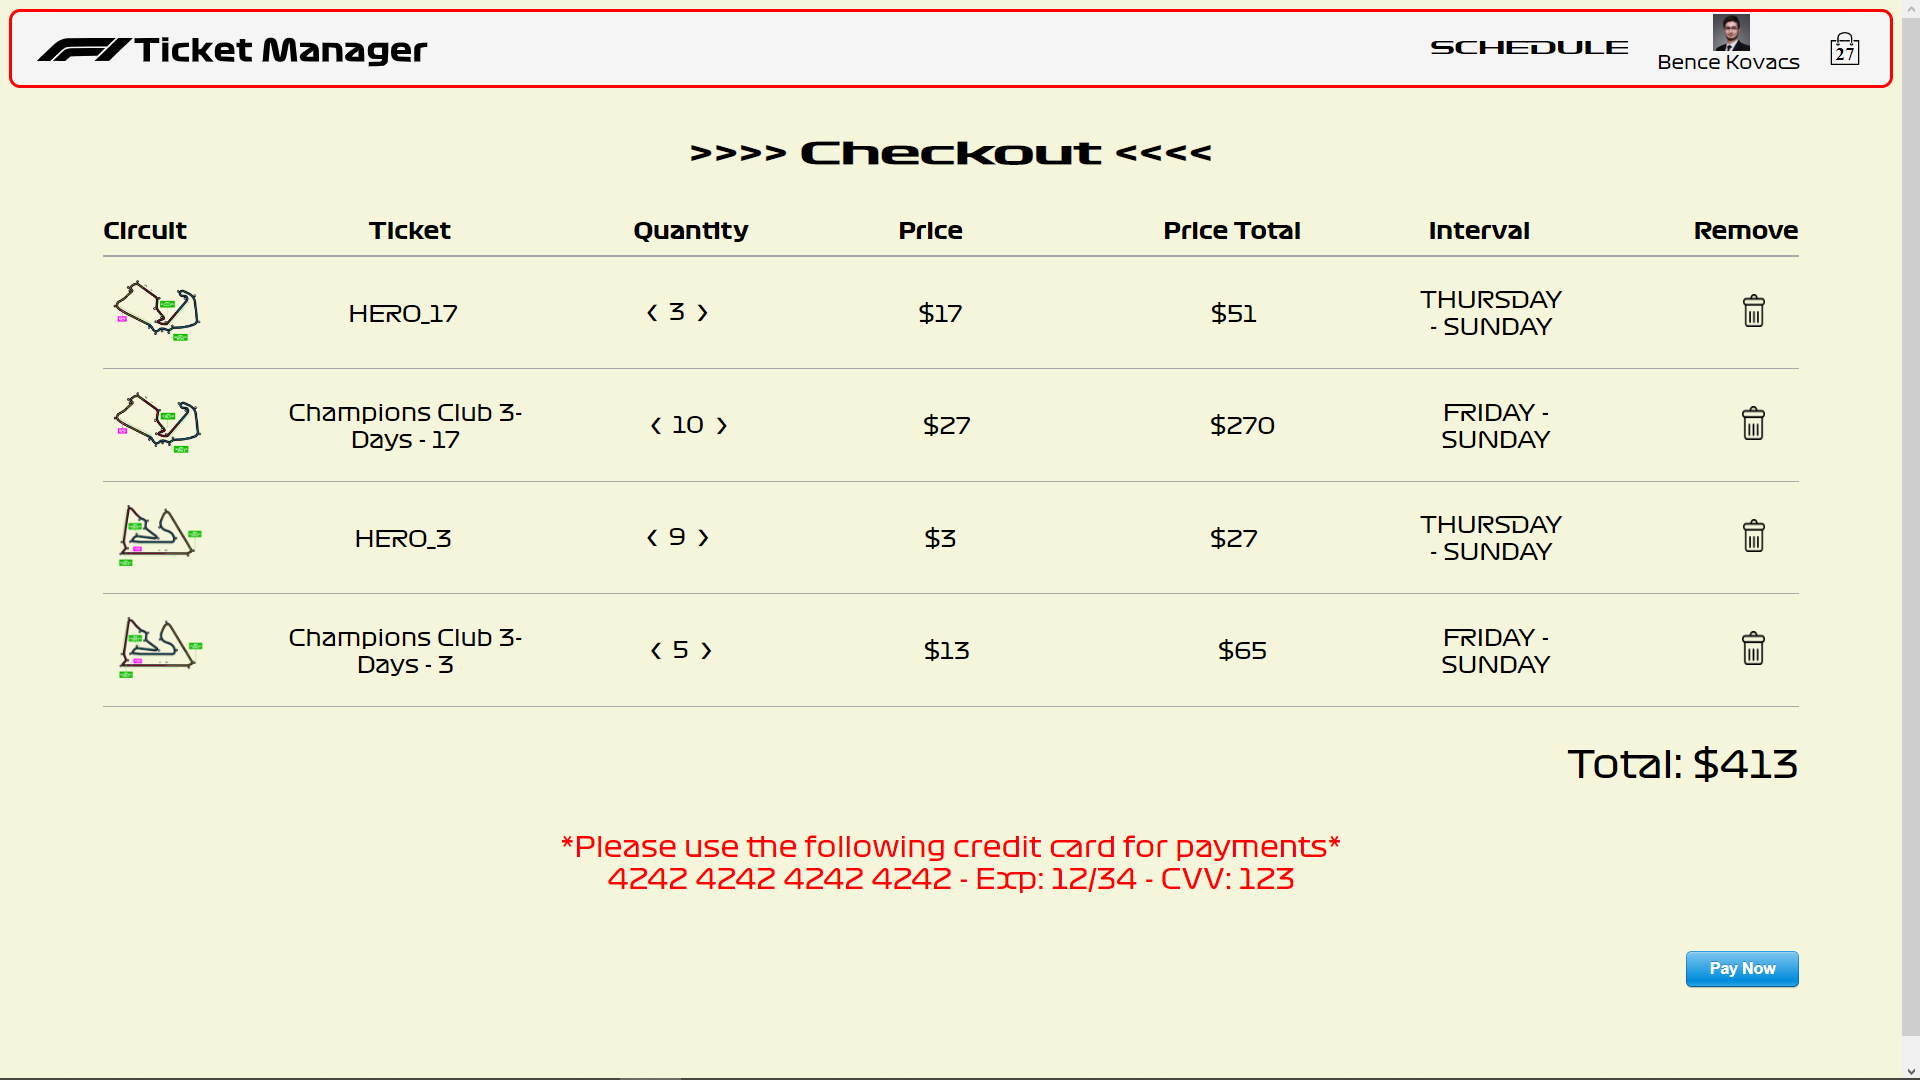 Ticket Manager
SCHEDULE
Bence Kovacs
27
>>>> Checkout <<<<
Circuit Ticket Quantity Price Price Total Interval Remove
HERO_17 < 3 > $17 $51 THURSDAY
- SUNDAY
Champions Club 3-
Days - 17 < 10 > $27 $270 FRIDAY -
SUNDAY
HERO_3 < 9 > $3 $27 THURSDAY
- SUNDAY
Champions Club 3-
Days - 3 < 5 > $13 $65 FRIDAY -
SUNDAY
Total: $413
*Please use the following credit card for payments*
4242 4242 4242 4242 - Exp: 12/34 - CVV: 123
Pay Now